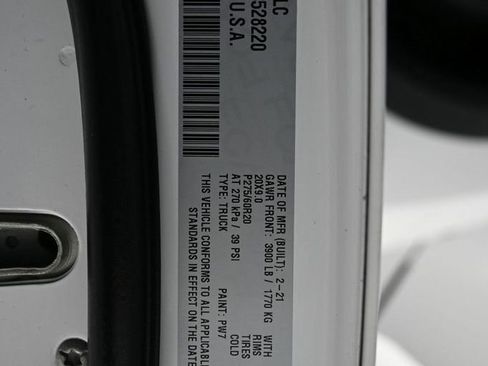 LC
528220
U.S.A.
DATE OF MFR (BUILT): 2-21
GAWR FRONT: 3900 LB / 1770 KG WITH
20X9.0 RIMS
P275/60R20 TIRES
AT 270 kPa / 39 PSI COLD
TYPE: TRUCK PAINT: PW7
THIS VEHICLE CONFORMS TO ALL APPLICABLE
STANDARDS IN EFFECT ON THE DATE